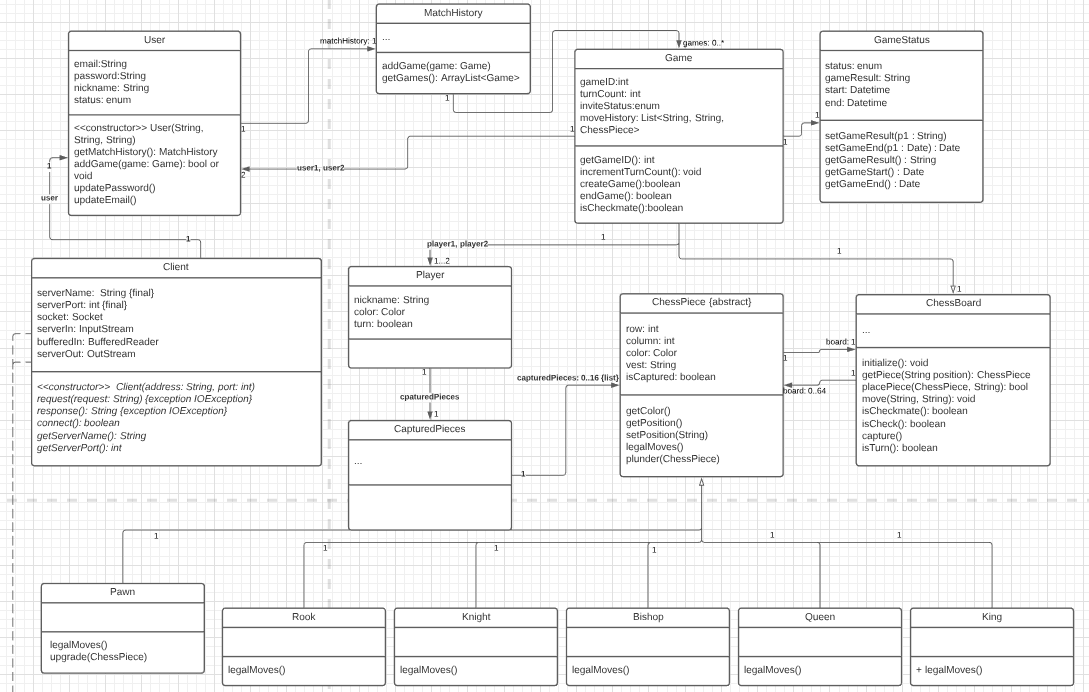 MatchHistory
...
addGame(game: Game)
getGames(): ArrayList<Game>
1
matchHistory: 1
games: 0..*
User
email:String
password:String
nickname: String
status: enum
<<constructor>> User(String,
String, String)
getMatchHistory(): MatchHistory
addGame(game: Game): bool or
void
updatePassword()
updateEmail()
1
2
user1, user2
1
Game
gameID:int
turnCount: int
inviteStatus:enum
moveHistory: List<String, String,
ChessPiece>
getGameID(): int
incrementTurnCount(): void
createGame():boolean
endGame(): boolean
isCheckmate():boolean
1
1
GameStatus
status: enum
gameResult: String
start: Datetime
end: Datetime
setGameResult(p1 : String)
setGameEnd(p1 : Date) : Date
getGameResult() : String
getGameStart() : Date
getGameEnd() : Date
1
user
1
player1, player2
1
1...2
1
1
Client
serverName:  String {final}
serverPort: int {final}
socket: Socket
serverIn: InputStream
bufferedIn: BufferedReader
serverOut: OutStream
<<constructor>>  Client(address: String, port: int)
request(request: String) {exception IOException}
response(): String {exception IOException}
connect(): boolean
getServerName(): String
getServerPort(): int
Player
nickname: String
color: Color
turn: boolean
1
cpaturedPieces
1
CapturedPieces
...
1
capturedPieces: 0..16 {list}
ChessPiece {abstract}
row: int
column: int
color: Color
vest: String
isCaptured: boolean
getColor()
getPosition()
setPosition(String)
legalMoves()
plunder(ChessPiece)
board: 1
1
1
board: 0..64
ChessBoard
...
initialize(): void
getPiece(String position): ChessPiece
placePiece(ChessPiece, String): bool
move(String, String): void
isCheckmate(): boolean
isCheck(): boolean
capture()
isTurn(): boolean
1
1
1
1
1
1
Pawn
legalMoves()
upgrade(ChessPiece)
Rook
legalMoves()
Knight
legalMoves()
Bishop
legalMoves()
Queen
legalMoves()
King
+ legalMoves()